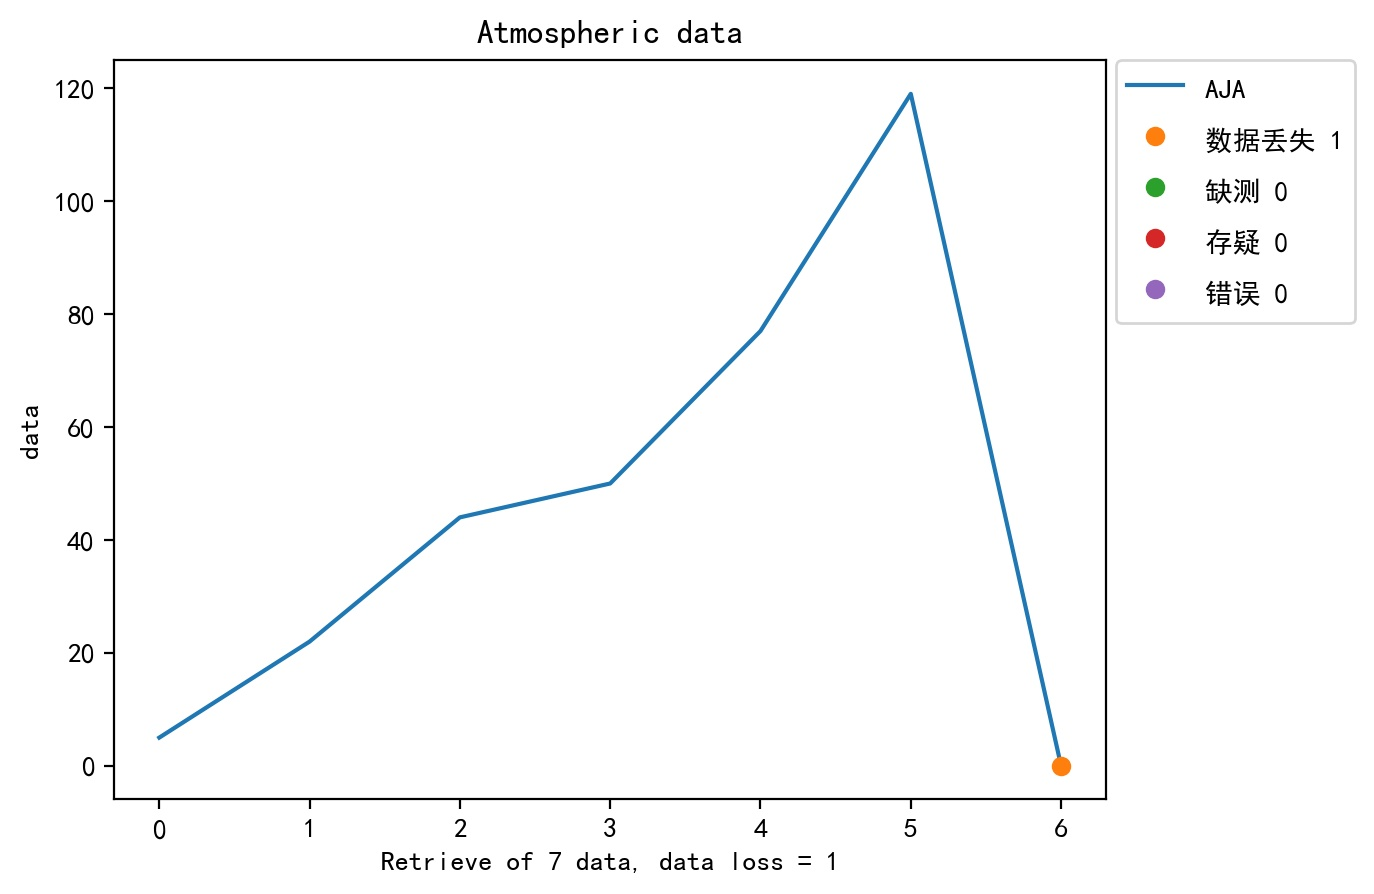 Atmospheric data
120
100
80
60
40
20
0
data
0 1 2 3 4 5 6
Retrieve of 7 data, data loss = 1
AJA
数据丢失 1
缺测 0
存疑 0
错误 0